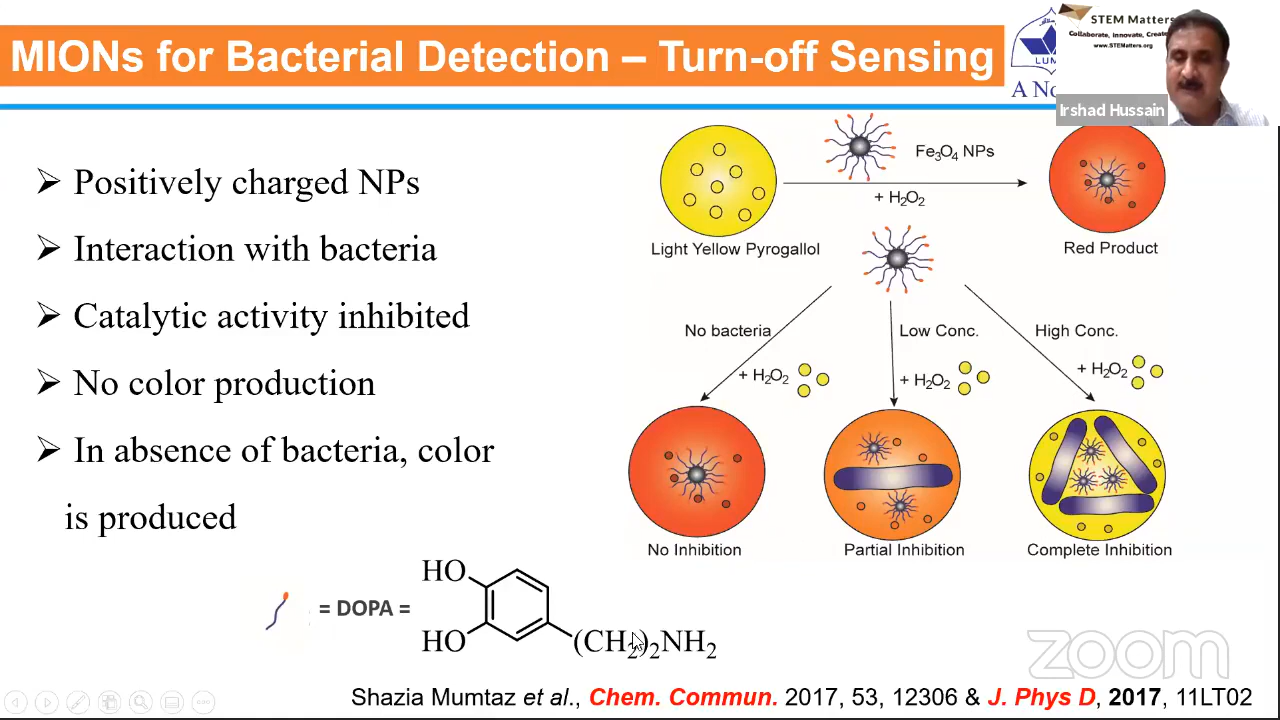 MIONs for Bacterial Detection – Turn-off Sensing
LUM
A No
STEM Matters
Collaborate, Innovate, Create
www.STEMatters.org
Irshad Hussain
➢ Positively charged NPs
➢ Interaction with bacteria
➢ Catalytic activity inhibited
➢ No color production
➢ In absence of bacteria, color
is produced
Fe₃O₄ NPs
+ H₂O₂
Light Yellow Pyrogallol
Red Product
No bacteria
Low Conc.
High Conc.
+ H₂O₂
+ H₂O₂
+ H₂O₂
No Inhibition
Partial Inhibition
Complete Inhibition
= DOPA =
HO
HO
(CH₂)₂NH₂
zoom
Shazia Mumtaz et al., Chem. Commun. 2017, 53, 12306 & J. Phys D, 2017, 11LT02